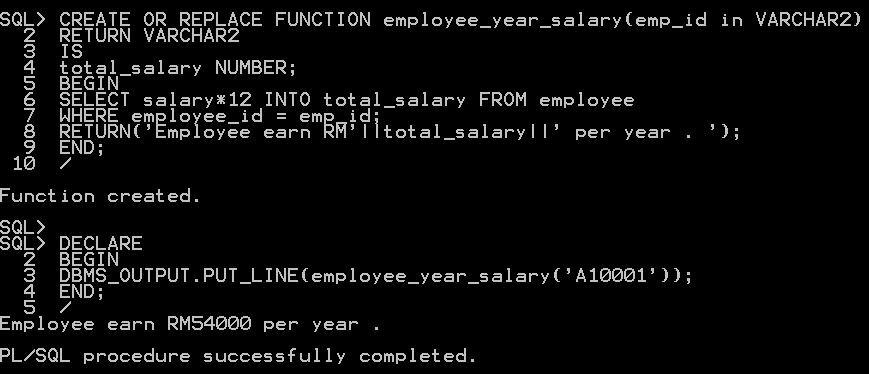 SQL> CREATE OR REPLACE FUNCTION employee_year_salary(emp_id in VARCHAR2)
2 RETURN VARCHAR2
3 IS
4 total_salary NUMBER;
5 BEGIN
6 SELECT salary*12 INTO total_salary FROM employee
7 WHERE employee_id = emp_id;
8 RETURN('Employee earn RM'||total_salary||' per year . ');
9 END;
10 /
Function created.
SQL>
SQL> DECLARE
2 BEGIN
3 DBMS_OUTPUT.PUT_LINE(employee_year_salary('A10001'));
4 END;
5 /
Employee earn RM54000 per year .
PL/SQL procedure successfully completed.